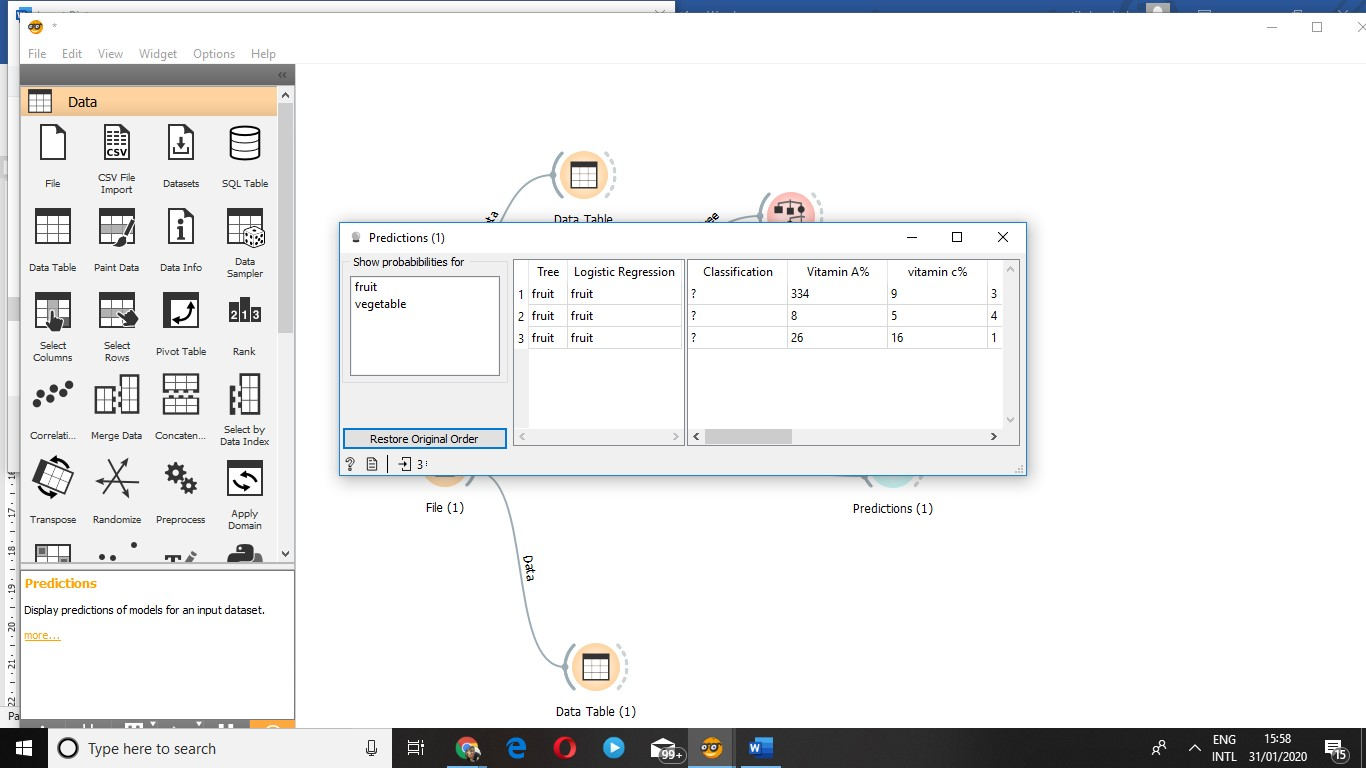 File Edit View Widget Options Help
Data
File
CSV File
Import
Datasets
SQL Table
Data Table
Paint Data
Data Info
Data
Sampler
Select
Columns
Select
Rows
Pivot Table
Rank
Correlati...
Merge Data
Concaten...
Select by
Data Index
Transpose
Randomize
Preprocess
Apply
Domain
Predictions
Display predictions of models for an input dataset.
more...
Data Table
Predictions (1)
Show probabibilities for
fruit
vegetable
Restore Original Order
3
Tree Logistic Regression Classification Vitamin A% vitamin c%
1 fruit fruit ? 334 9 3
2 fruit fruit ? 8 5 4
3 fruit fruit ? 26 16 1
File (1)
Predictions (1)
Data
Data Table (1)
Type here to search
99+
ENG
INTL
15:58
31/01/2020
15